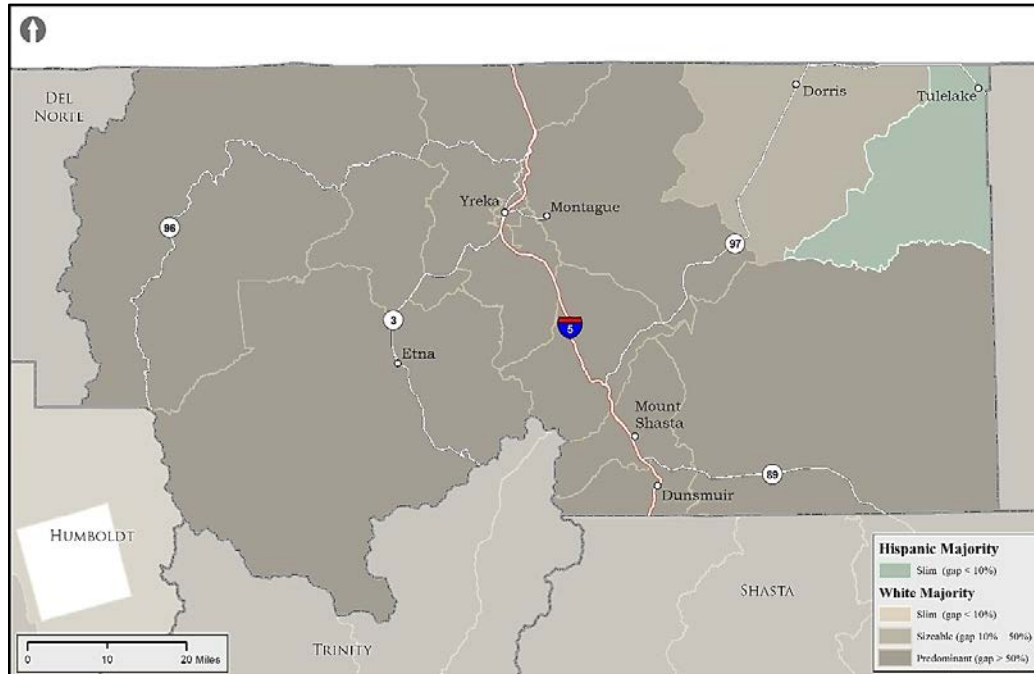 DEL
NORTE
Dorris
Tulelake
Yreka
Montague
96
97
3
5
Etna
Mount
Shasta
89
Dunsmuir
HUMBOLDT
SHASTA
TRINITY
0 10 20 Miles
Hispanic Majority
Slim (gap < 10%)
White Majority
Slim (gap < 10%)
Sizeable (gap 10% 50%)
Predominant (gap > 50%)